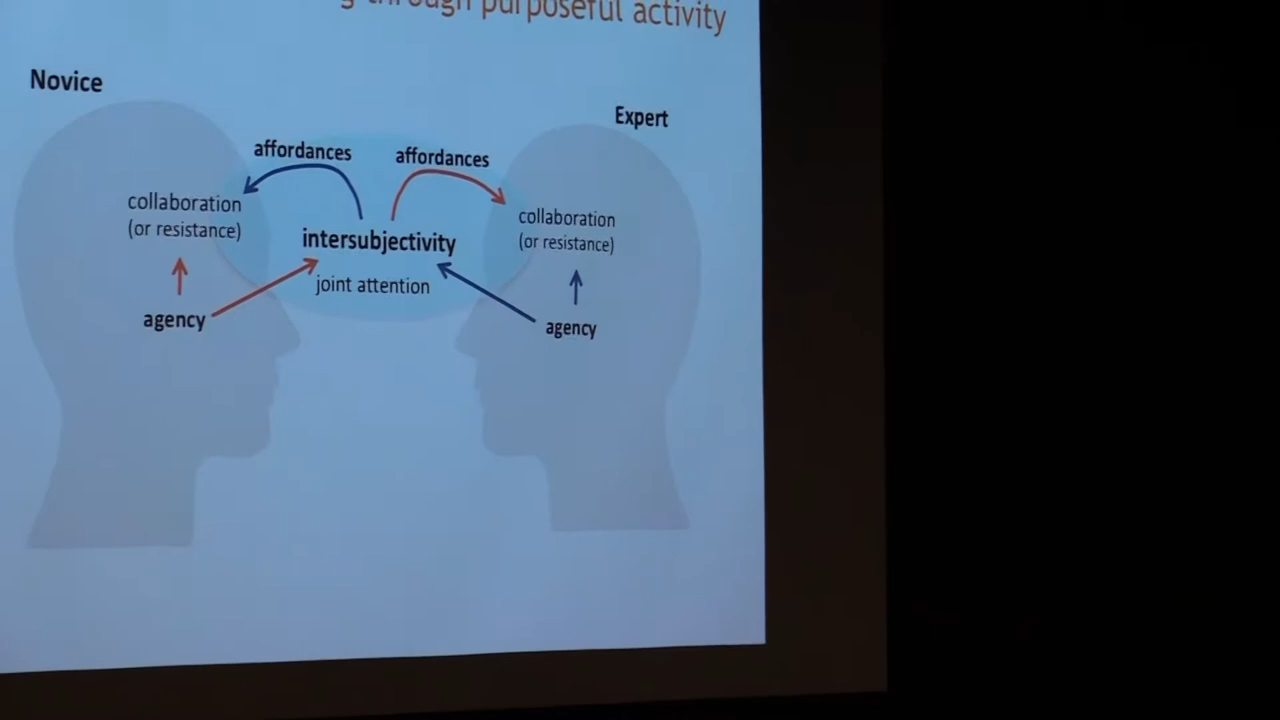 through purposeful activity
Novice
Expert
affordances
affordances
collaboration
(or resistance)
collaboration
(or resistance)
intersubjectivity
joint attention
agency
agency